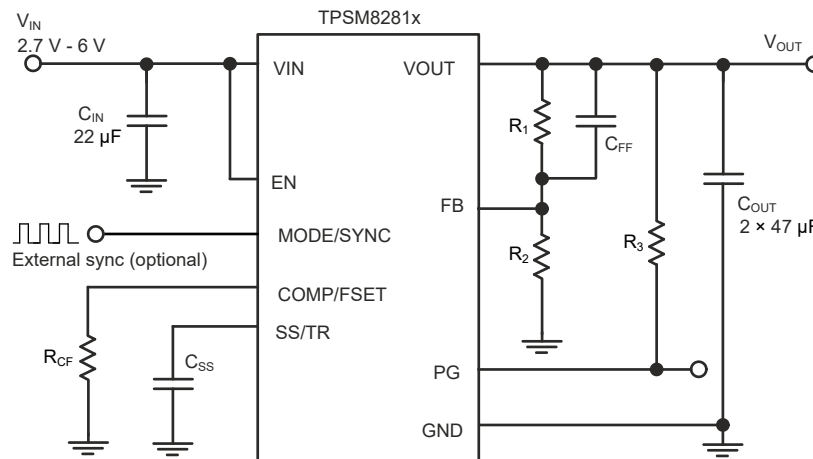 TPSM8281x
V_IN
2.7 V - 6 V
V_OUT
VIN
VOUT
C_IN
22 µF
R_1
C_FF
EN
FB
C_OUT
2 × 47 µF
MODE/SYNC
External sync (optional)
R_2
R_3
COMP/FSET
SS/TR
R_CF
C_SS
PG
GND